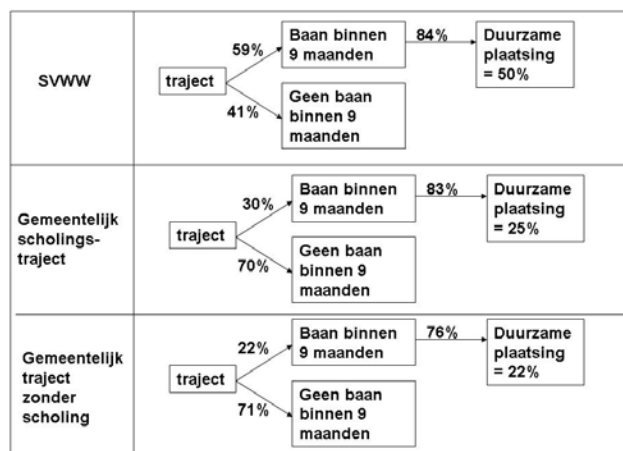 SVWW
traject
59%
41%
Baan binnen
9 maanden
84%
Duurzame
plaatsing
= 50%
Geen baan
binnen 9
maanden
Gemeentelijk
scholings-
traject
traject
30%
70%
Baan binnen
9 maanden
83%
Duurzame
plaatsing
= 25%
Geen baan
binnen 9
maanden
Gemeentelijk
traject
zonder
scholing
traject
22%
71%
Baan binnen
9 maanden
76%
Duurzame
plaatsing
= 22%
Geen baan
binnen 9
maanden